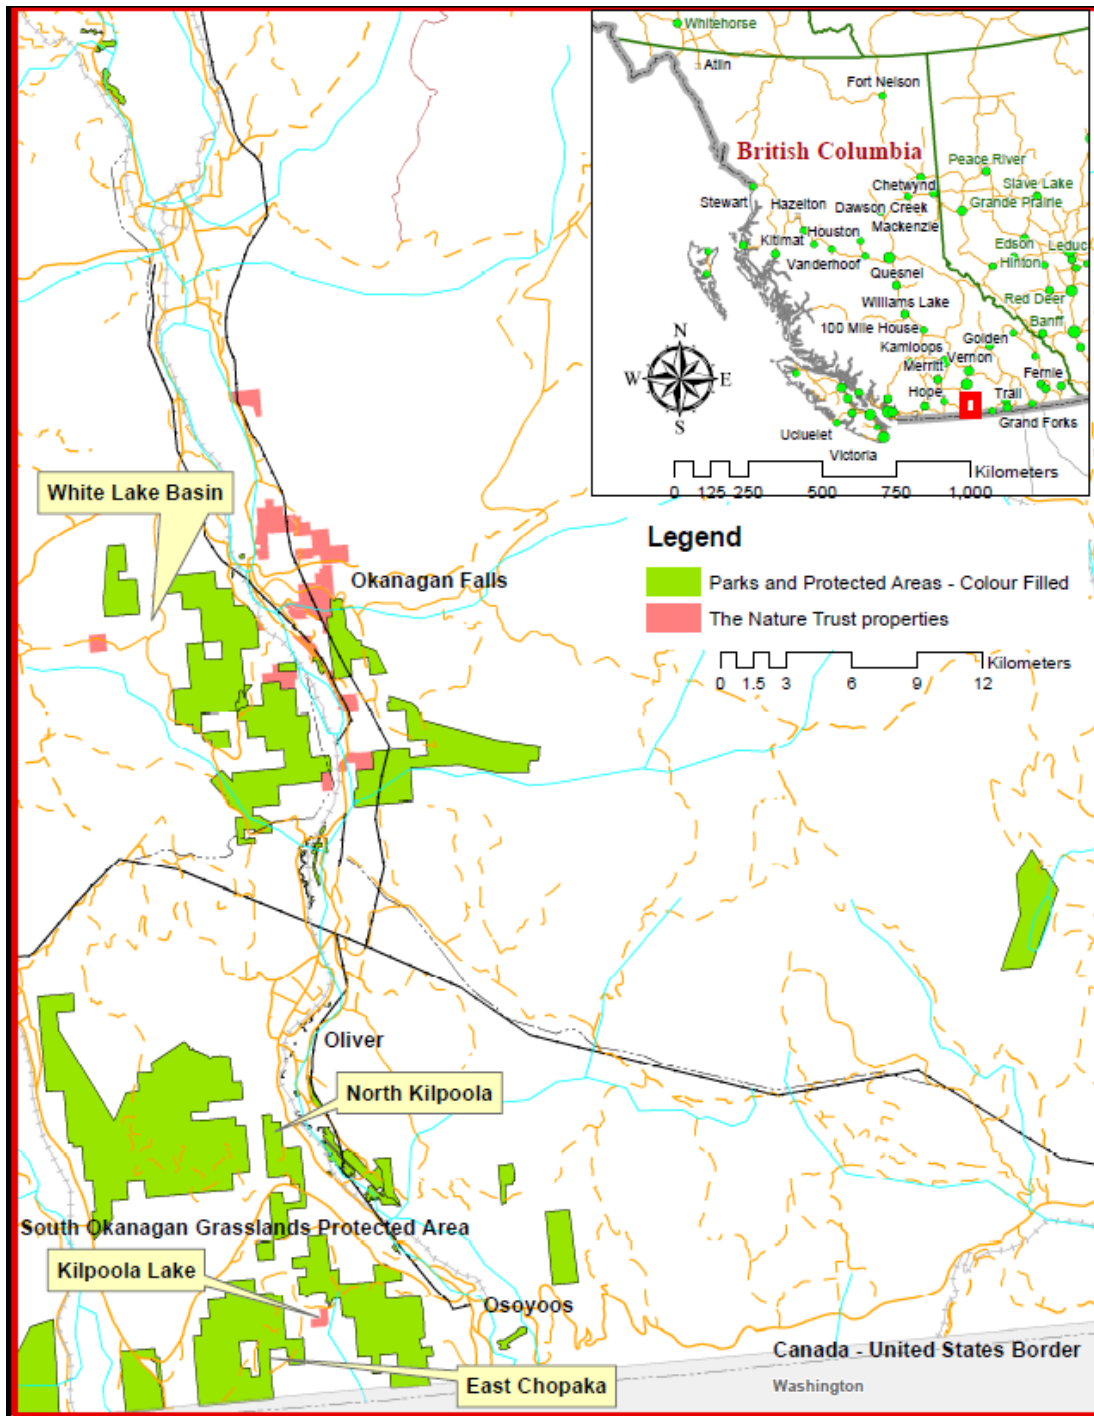 Whitehorse
Atlin
Fort Nelson
British Columbia
Peace River
Chetwynd
Slave Lake
Stewart
Hazelton
Dawson Creek
Grande Prairie
Mackenzie
Kitimat
Houston
Edson
Leduc
Vanderhoof
Hinton
Quesnel
Williams Lake
Red Deer
100 Mile House
Banff
Golden
Kamloops
Vernon
Merritt
Fernie
Hope
Trail
Grand Forks
Ucluelet
Victoria
N
W E
S
Kilometers
0 125 250 500 750 1,000
White Lake Basin
Legend
Okanagan Falls
Parks and Protected Areas - Colour Filled
The Nature Trust properties
Kilometers
0 1.5 3 6 9 12
Oliver
North Kilpoola
South Okanagan Grasslands Protected Area
Kilpoola Lake
Osoyoos
Canada - United States Border
East Chopaka
Washington